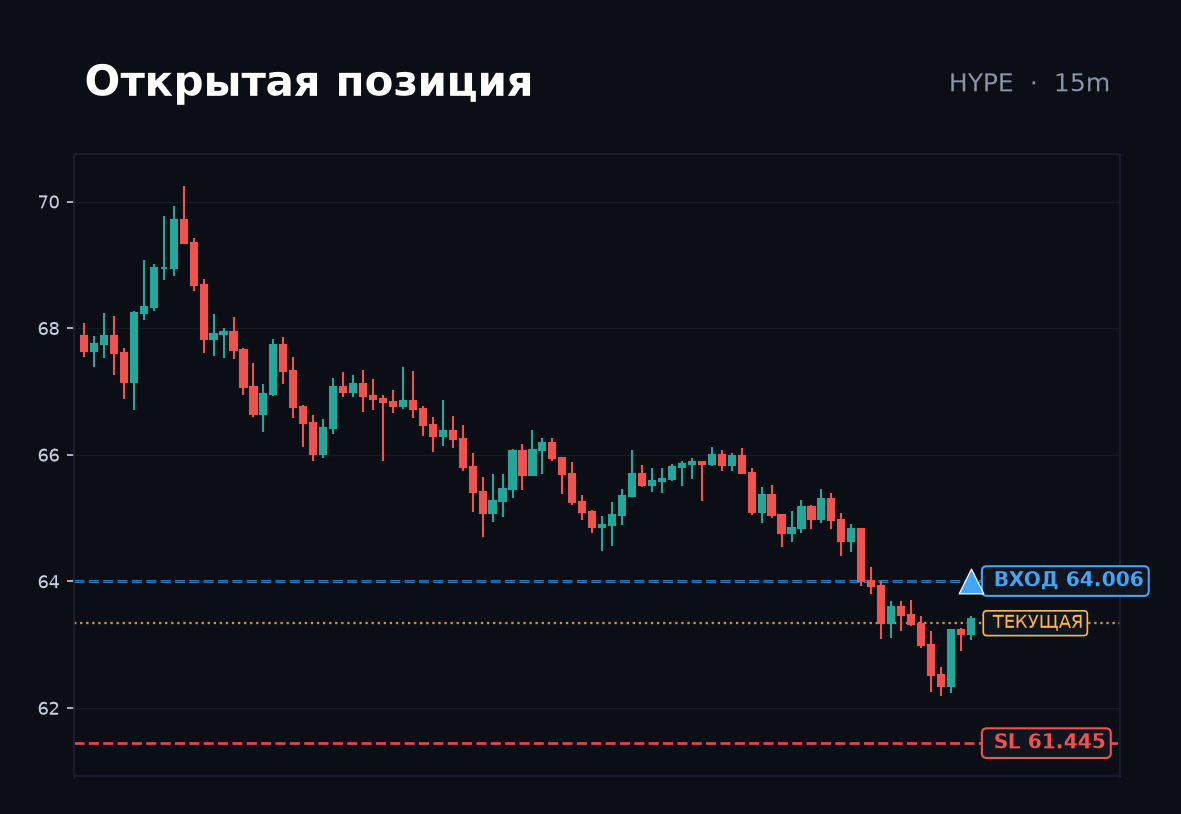 Открытая позиция
HYPE · 15m
70
68
66
64
62
ВХОД 64.006
ТЕКУЩАЯ
SL 61.445